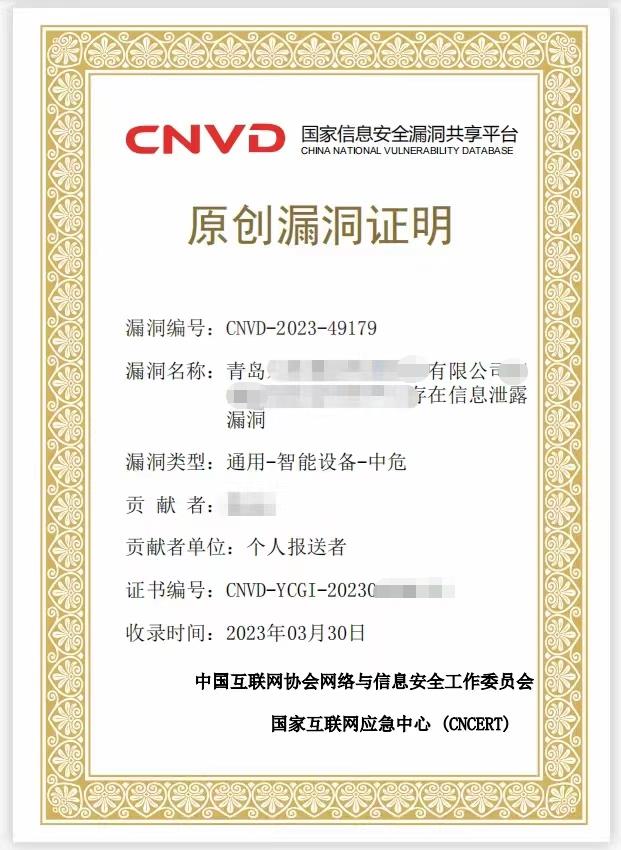 CNVD 国家信息安全漏洞共享平台
CHINA NATIONAL VULNERABILITY DATABASE
原创漏洞证明
漏洞编号：CNVD-2023-49179
漏洞名称：青岛 有限公司
存在信息泄露
漏洞
漏洞类型：通用-智能设备-中危
贡 献 者：
贡献者单位：个人报送者
证书编号：CNVD-YCGI-20230
收录时间：2023年03月30日
中国互联网协会网络与信息安全工作委员会
国家互联网应急中心 (CNCERT)